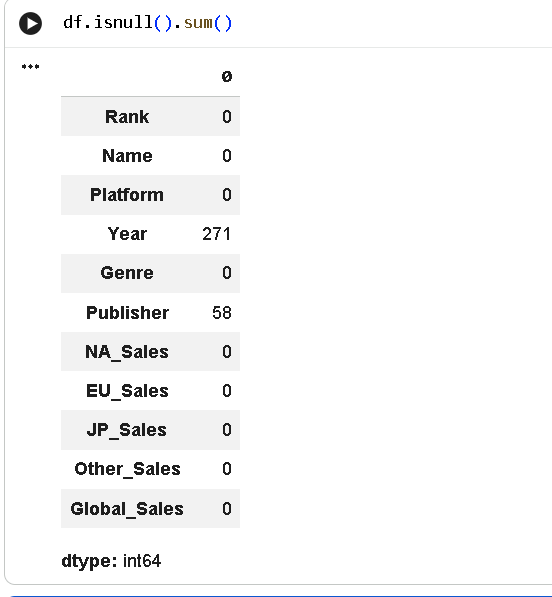 df.isnull().sum()
•••
0
Rank 0
Name 0
Platform 0
Year 271
Genre 0
Publisher 58
NA_Sales 0
EU_Sales 0
JP_Sales 0
Other_Sales 0
Global_Sales 0
dtype: int64